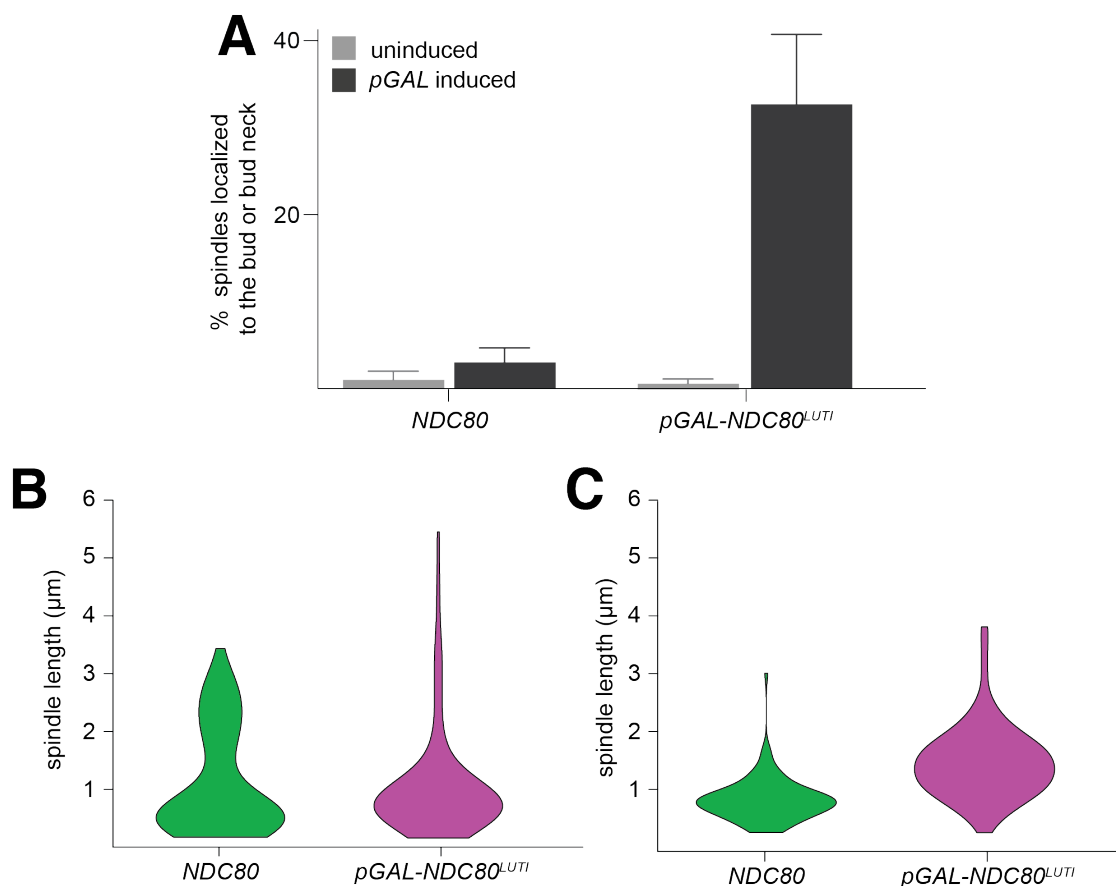 A
40
20
uninduced
pGAL induced
% spindles localized
to the bud or bud neck
NDC80
pGAL-NDC80LUTI
B
6
5
4
3
2
1
spindle length (μm)
NDC80
pGAL-NDC80LUTI
C
6
5
4
3
2
1
spindle length (μm)
NDC80
pGAL-NDC80LUTI